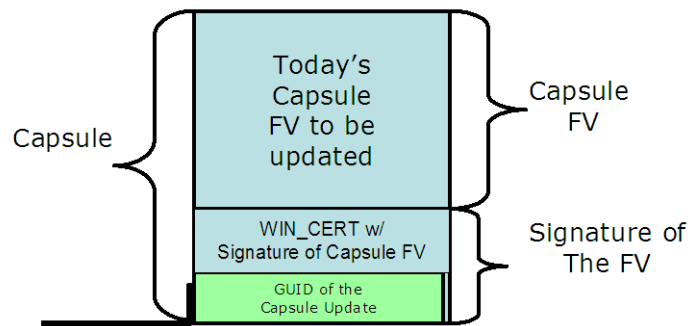 Capsule
Today's
Capsule
FV to be
updated
WIN_CERT w/
Signature of Capsule FV
GUID of the
Capsule Update
Capsule
FV
Signature of
The FV